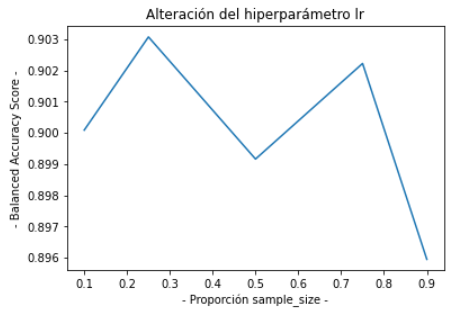 Alteración del hiperparámetro lr
- Balanced Accuracy Score -
0.903
0.902
0.901
0.900
0.899
0.898
0.897
0.896
0.1 0.2 0.3 0.4 0.5 0.6 0.7 0.8 0.9
- Proporción sample_size -